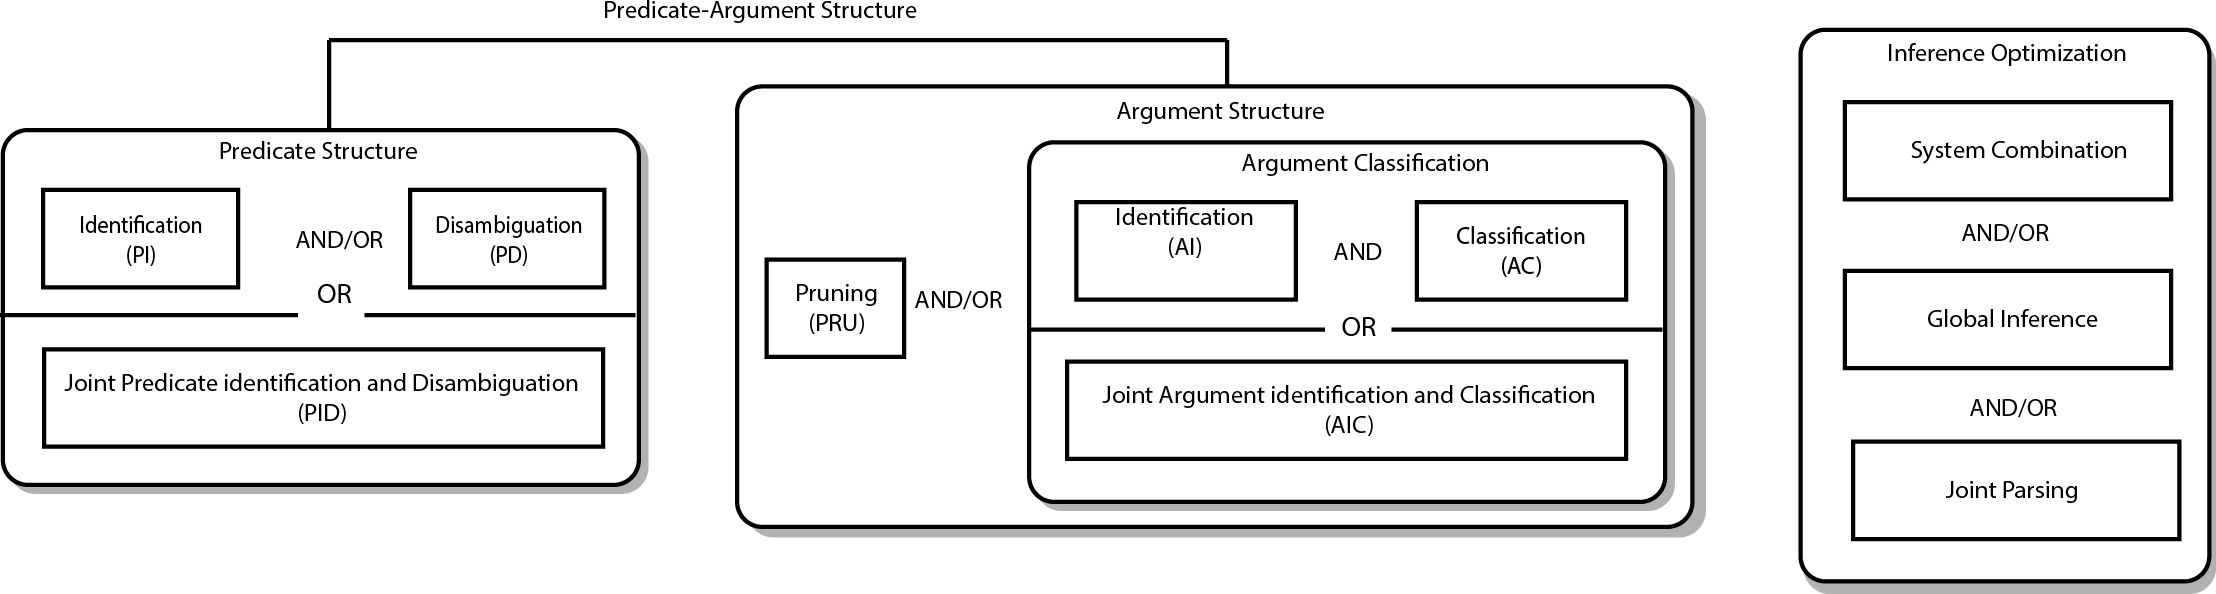 Predicate-Argument Structure
Predicate Structure
Identification
(PI)
AND/OR
Disambiguation
(PD)
OR
Joint Predicate identification and Disambiguation
(PID)
Argument Structure
Pruning
(PRU)
AND/OR
Argument Classification
Identification
(AI)
AND
Classification
(AC)
OR
Joint Argument identification and Classification
(AIC)
Inference Optimization
System Combination
AND/OR
Global Inference
AND/OR
Joint Parsing